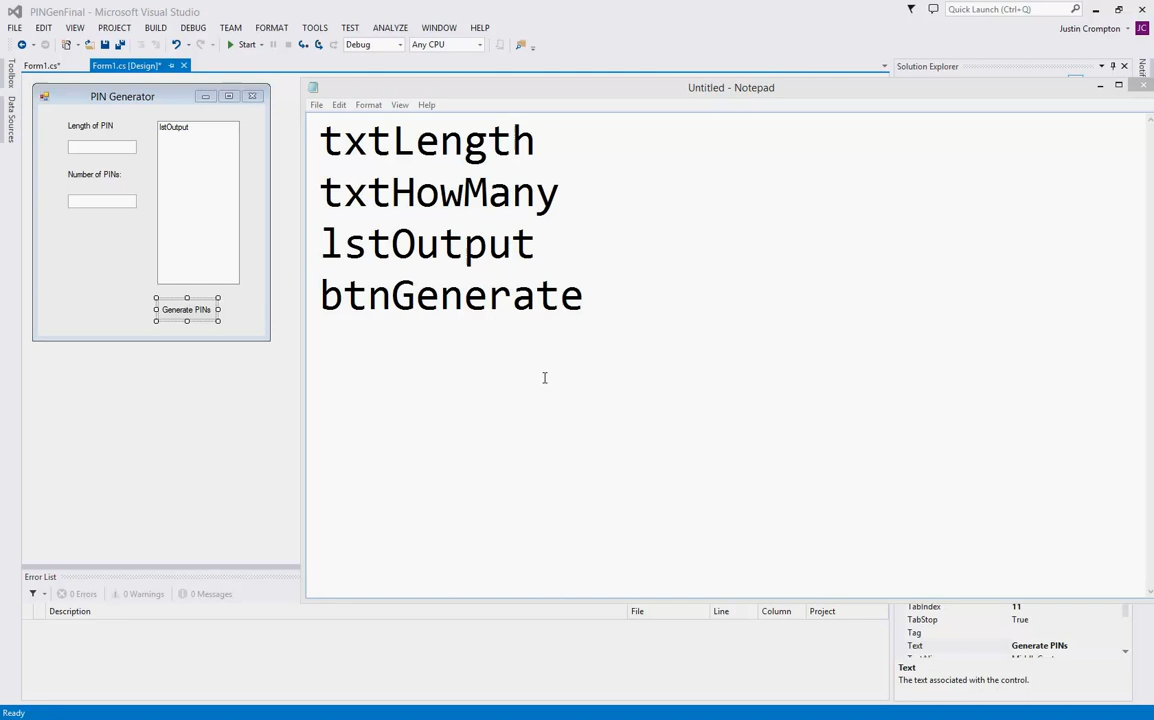 PINGenFinal - Microsoft Visual Studio
Quick Launch (Ctrl+Q)
FILE EDIT VIEW PROJECT BUILD DEBUG TEAM FORMAT TOOLS TEST ANALYZE WINDOW HELP
Justin Crompton JC
Start Debug Any CPU
Form1.cs* Form1.cs [Design]*
Solution Explorer
Toolbox
Data Sources
PIN Generator
Length of PIN
lstOutput
Number of PINs:
Generate PINs
Untitled - Notepad
File Edit Format View Help
txtLength
txtHowMany
lstOutput
btnGenerate
Error List
0 Errors 0 Warnings 0 Messages
Description File Line Column Project
TabIndex 11
TabStop True
Tag
Text Generate PINs
Text
The text associated with the control.
Ready